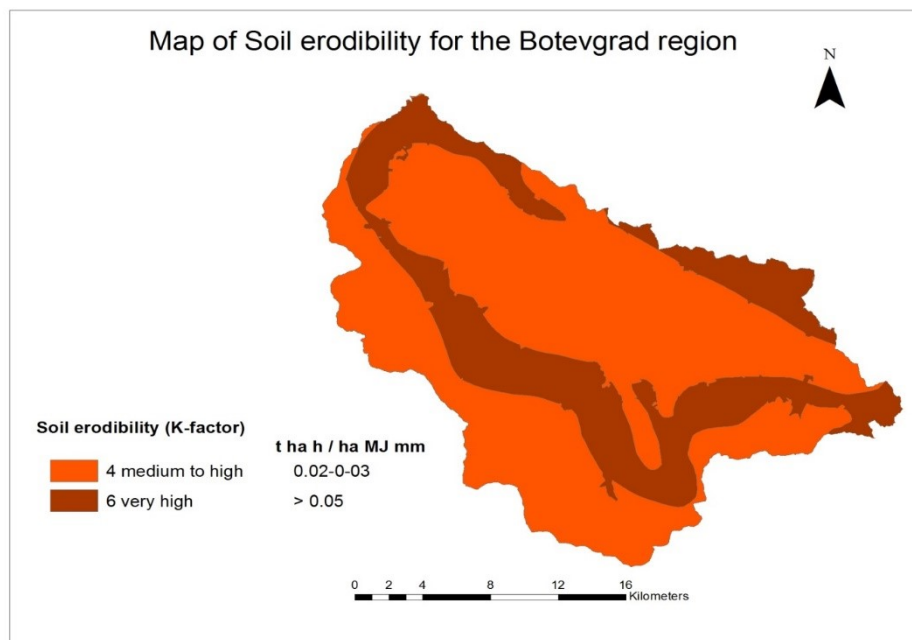 Map of Soil erodibility for the Botevgrad region
N
Soil erodibility (K-factor)
t ha h / ha MJ mm
4 medium to high 0.02-0-03
6 very high > 0.05
0 2 4 8 12 16
Kilometers